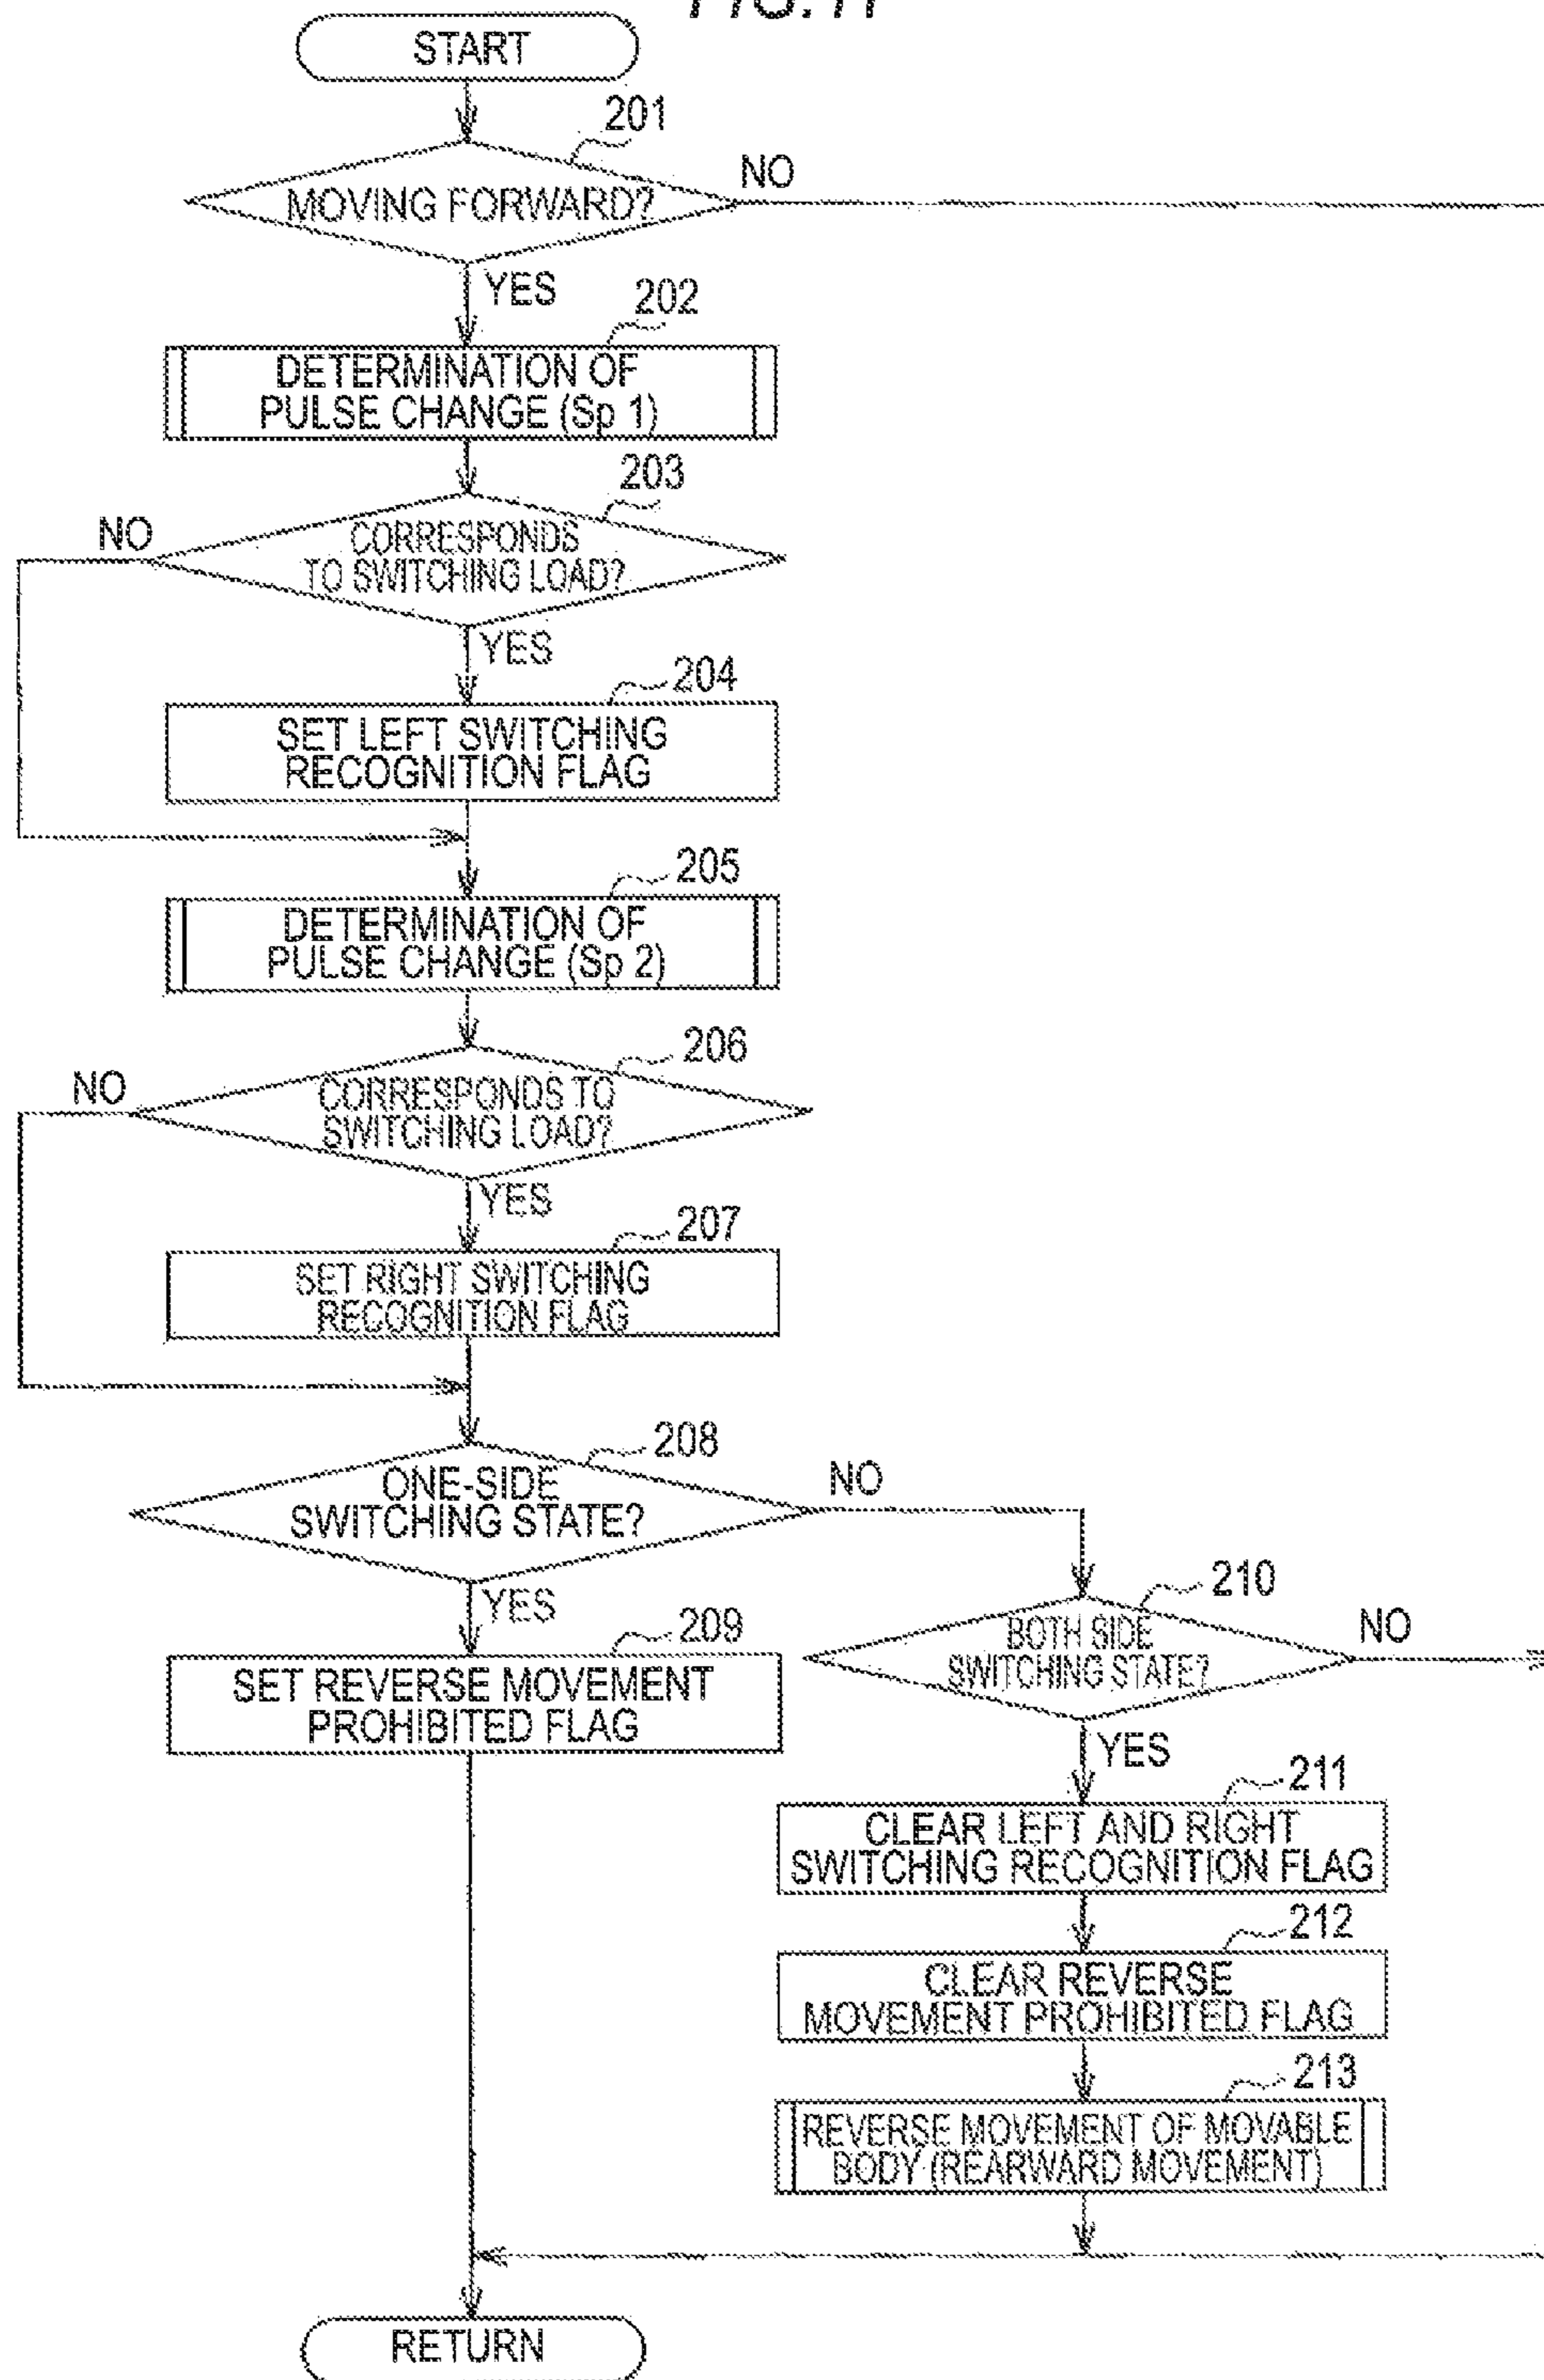 START
201
MOVING FORWARD?
NO
YES
202
DETERMINATION OF
PULSE CHANGE (Sp 1)
203
NO
CORRESPONDS
TO SWITCHING LOAD?
YES
204
SET LEFT SWITCHING
RECOGNITION FLAG
205
DETERMINATION OF
PULSE CHANGE (Sp 2)
206
NO
CORRESPONDS TO
SWITCHING LOAD?
YES
207
SET RIGHT SWITCHING
RECOGNITION FLAG
208
ONE-SIDE
SWITCHING STATE?
NO
YES
209
SET REVERSE MOVEMENT
PROHIBITED FLAG
210
BOTH SIDE
SWITCHING STATE?
NO
YES
211
CLEAR LEFT AND RIGHT
SWITCHING RECOGNITION FLAG
212
CLEAR REVERSE
MOVEMENT PROHIBITED FLAG
213
REVERSE MOVEMENT OF MOVABLE
BODY (REARWARD MOVEMENT)
RETURN